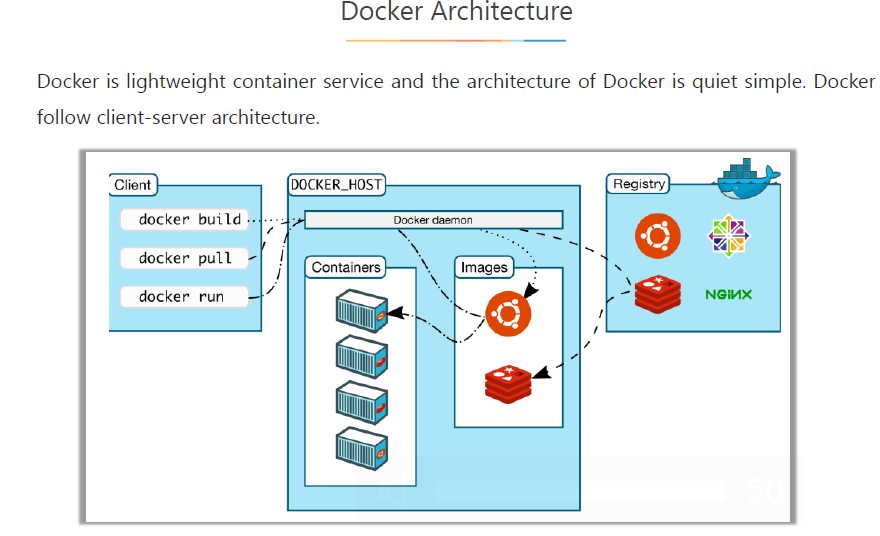 Docker Architecture
Docker is lightweight container service and the architecture of Docker is quiet simple. Docker
follow client-server architecture.
Client
DOCKER_HOST
Registry
docker build
Docker daemon
docker pull
Containers
Images
docker run
NGINX
50